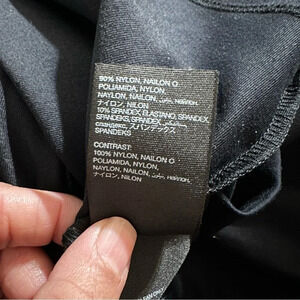 90% NYLON, NAILON O
POLIAMIDA, NYLON,
NAYLON, NAILON,
ナイロン, NILON
10% SPANDEX, ELASTANO, SPANDEX,
SPANDEKS/SPANDEX,
スパンデックス
SPANDEKS
CONTRAST:
100% NYLON, NAILON O
POLIAMIDA, NYLON,
NAYLON, NAILON,
ナイロン, NILON